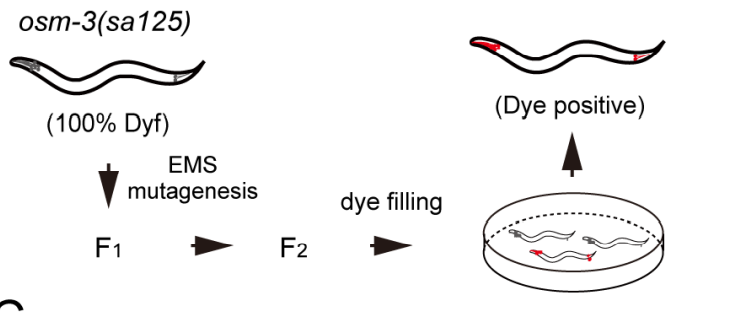 osm-3(sa125)
(100% Dyf)
(Dye positive)
EMS
mutagenesis
dye filling
F1
F2